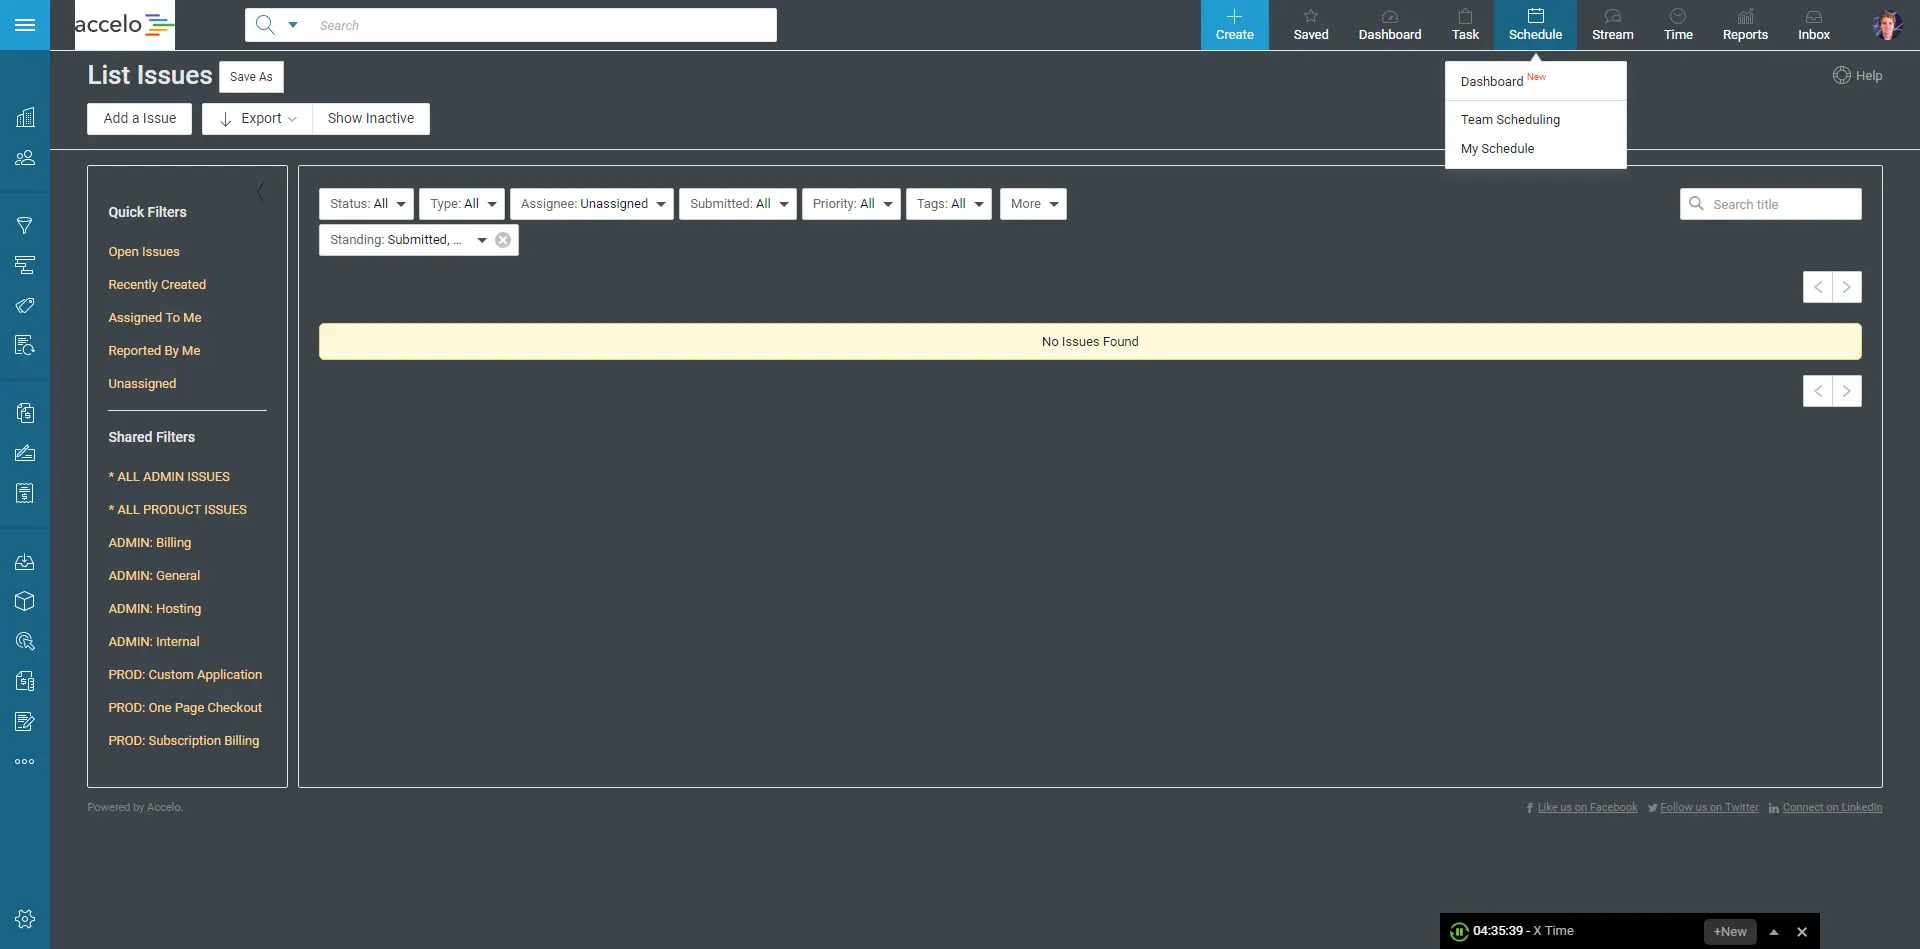 accelo
Search
Create
Saved
Dashboard
Task
Schedule
Stream
Time
Reports
Inbox
List Issues
Save As
Dashboard New
Help
Add a Issue
Export
Show Inactive
Team Scheduling
My Schedule
Quick Filters
Open Issues
Recently Created
Assigned To Me
Reported By Me
Unassigned
Shared Filters
* ALL ADMIN ISSUES
* ALL PRODUCT ISSUES
ADMIN: Billing
ADMIN: General
ADMIN: Hosting
ADMIN: Internal
PROD: Custom Application
PROD: One Page Checkout
PROD: Subscription Billing
Status: All
Type: All
Assignee: Unassigned
Submitted: All
Priority: All
Tags: All
More
Search title
Standing: Submitted, ...
No Issues Found
Powered by Accelo.
Like us on Facebook
Follow us on Twitter
Connect on LinkedIn
04:35:39 - X Time
+New